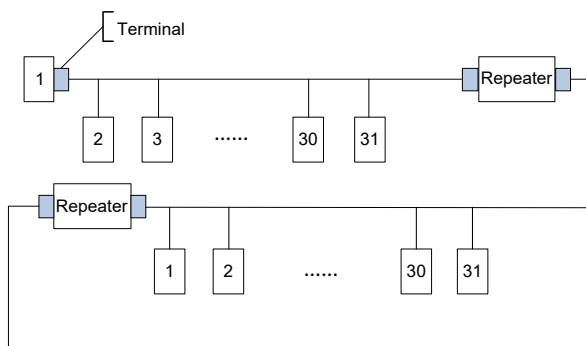 Terminal
1
Repeater
2 3 ...... 30 31
Repeater
1 2 ...... 30 31